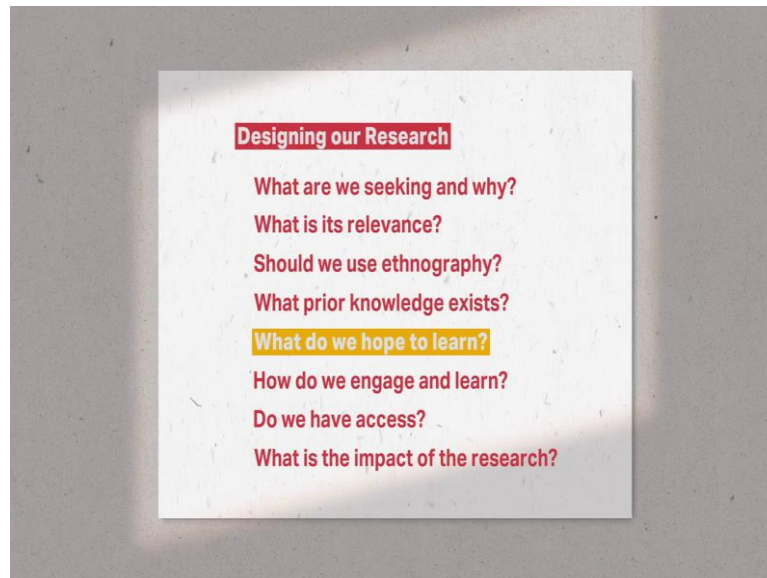 Designing our Research
What are we seeking and why?
What is its relevance?
Should we use ethnography?
What prior knowledge exists?
What do we hope to learn?
How do we engage and learn?
Do we have access?
What is the impact of the research?